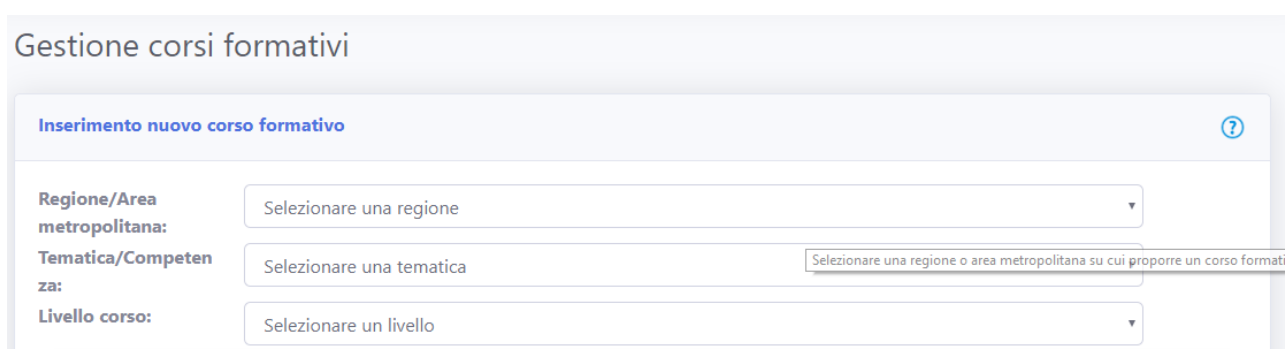 Gestione corsi formativi
Inserimento nuovo corso formativo
?
Regione/Area
metropolitana:
Selezionare una regione
Tematica/Competen
za:
Selezionare una tematica
Selezionare una regione o area metropolitana su cui proporre un corso formati
Livello corso:
Selezionare un livello